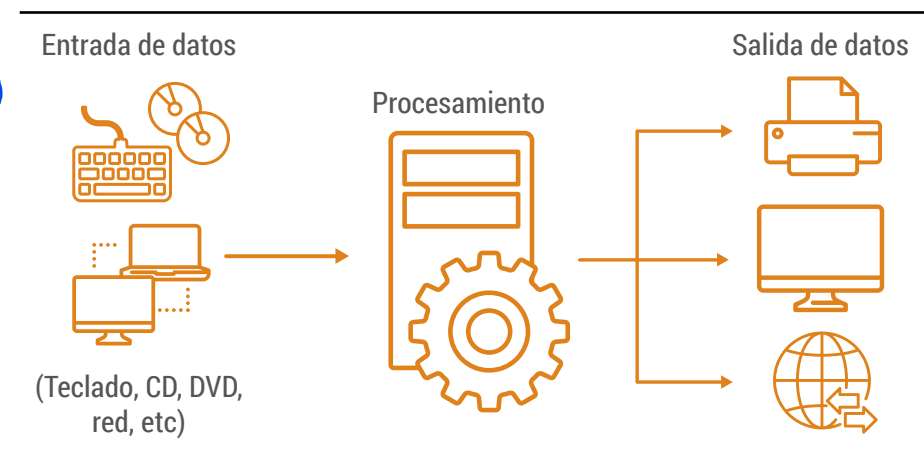 Entrada de datos
Procesamiento
Salida de datos
(Teclado, CD, DVD,
red, etc)